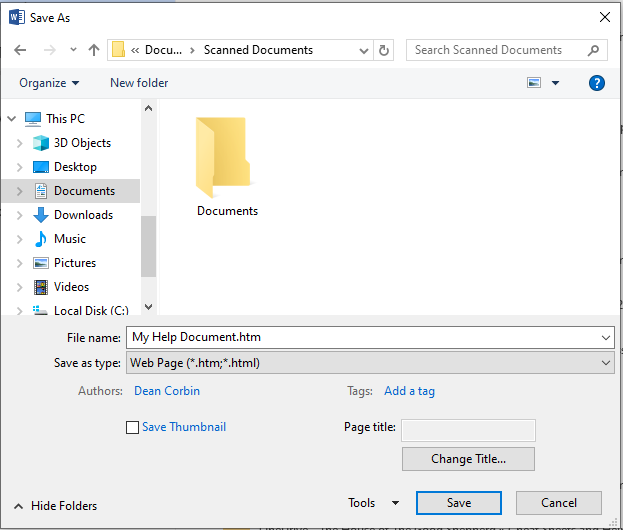 Save As
« Docu... › Scanned Documents
Search Scanned Documents
Organize
New folder
This PC
3D Objects
Desktop
Documents
Downloads
Music
Pictures
Videos
Local Disk (C:)
Documents
File name: My Help Document.htm
Save as type: Web Page (*.htm;*.html)
Authors: Dean Corbin
Tags: Add a tag
Save Thumbnail
Page title:
Change Title...
Hide Folders
Tools
Save
Cancel